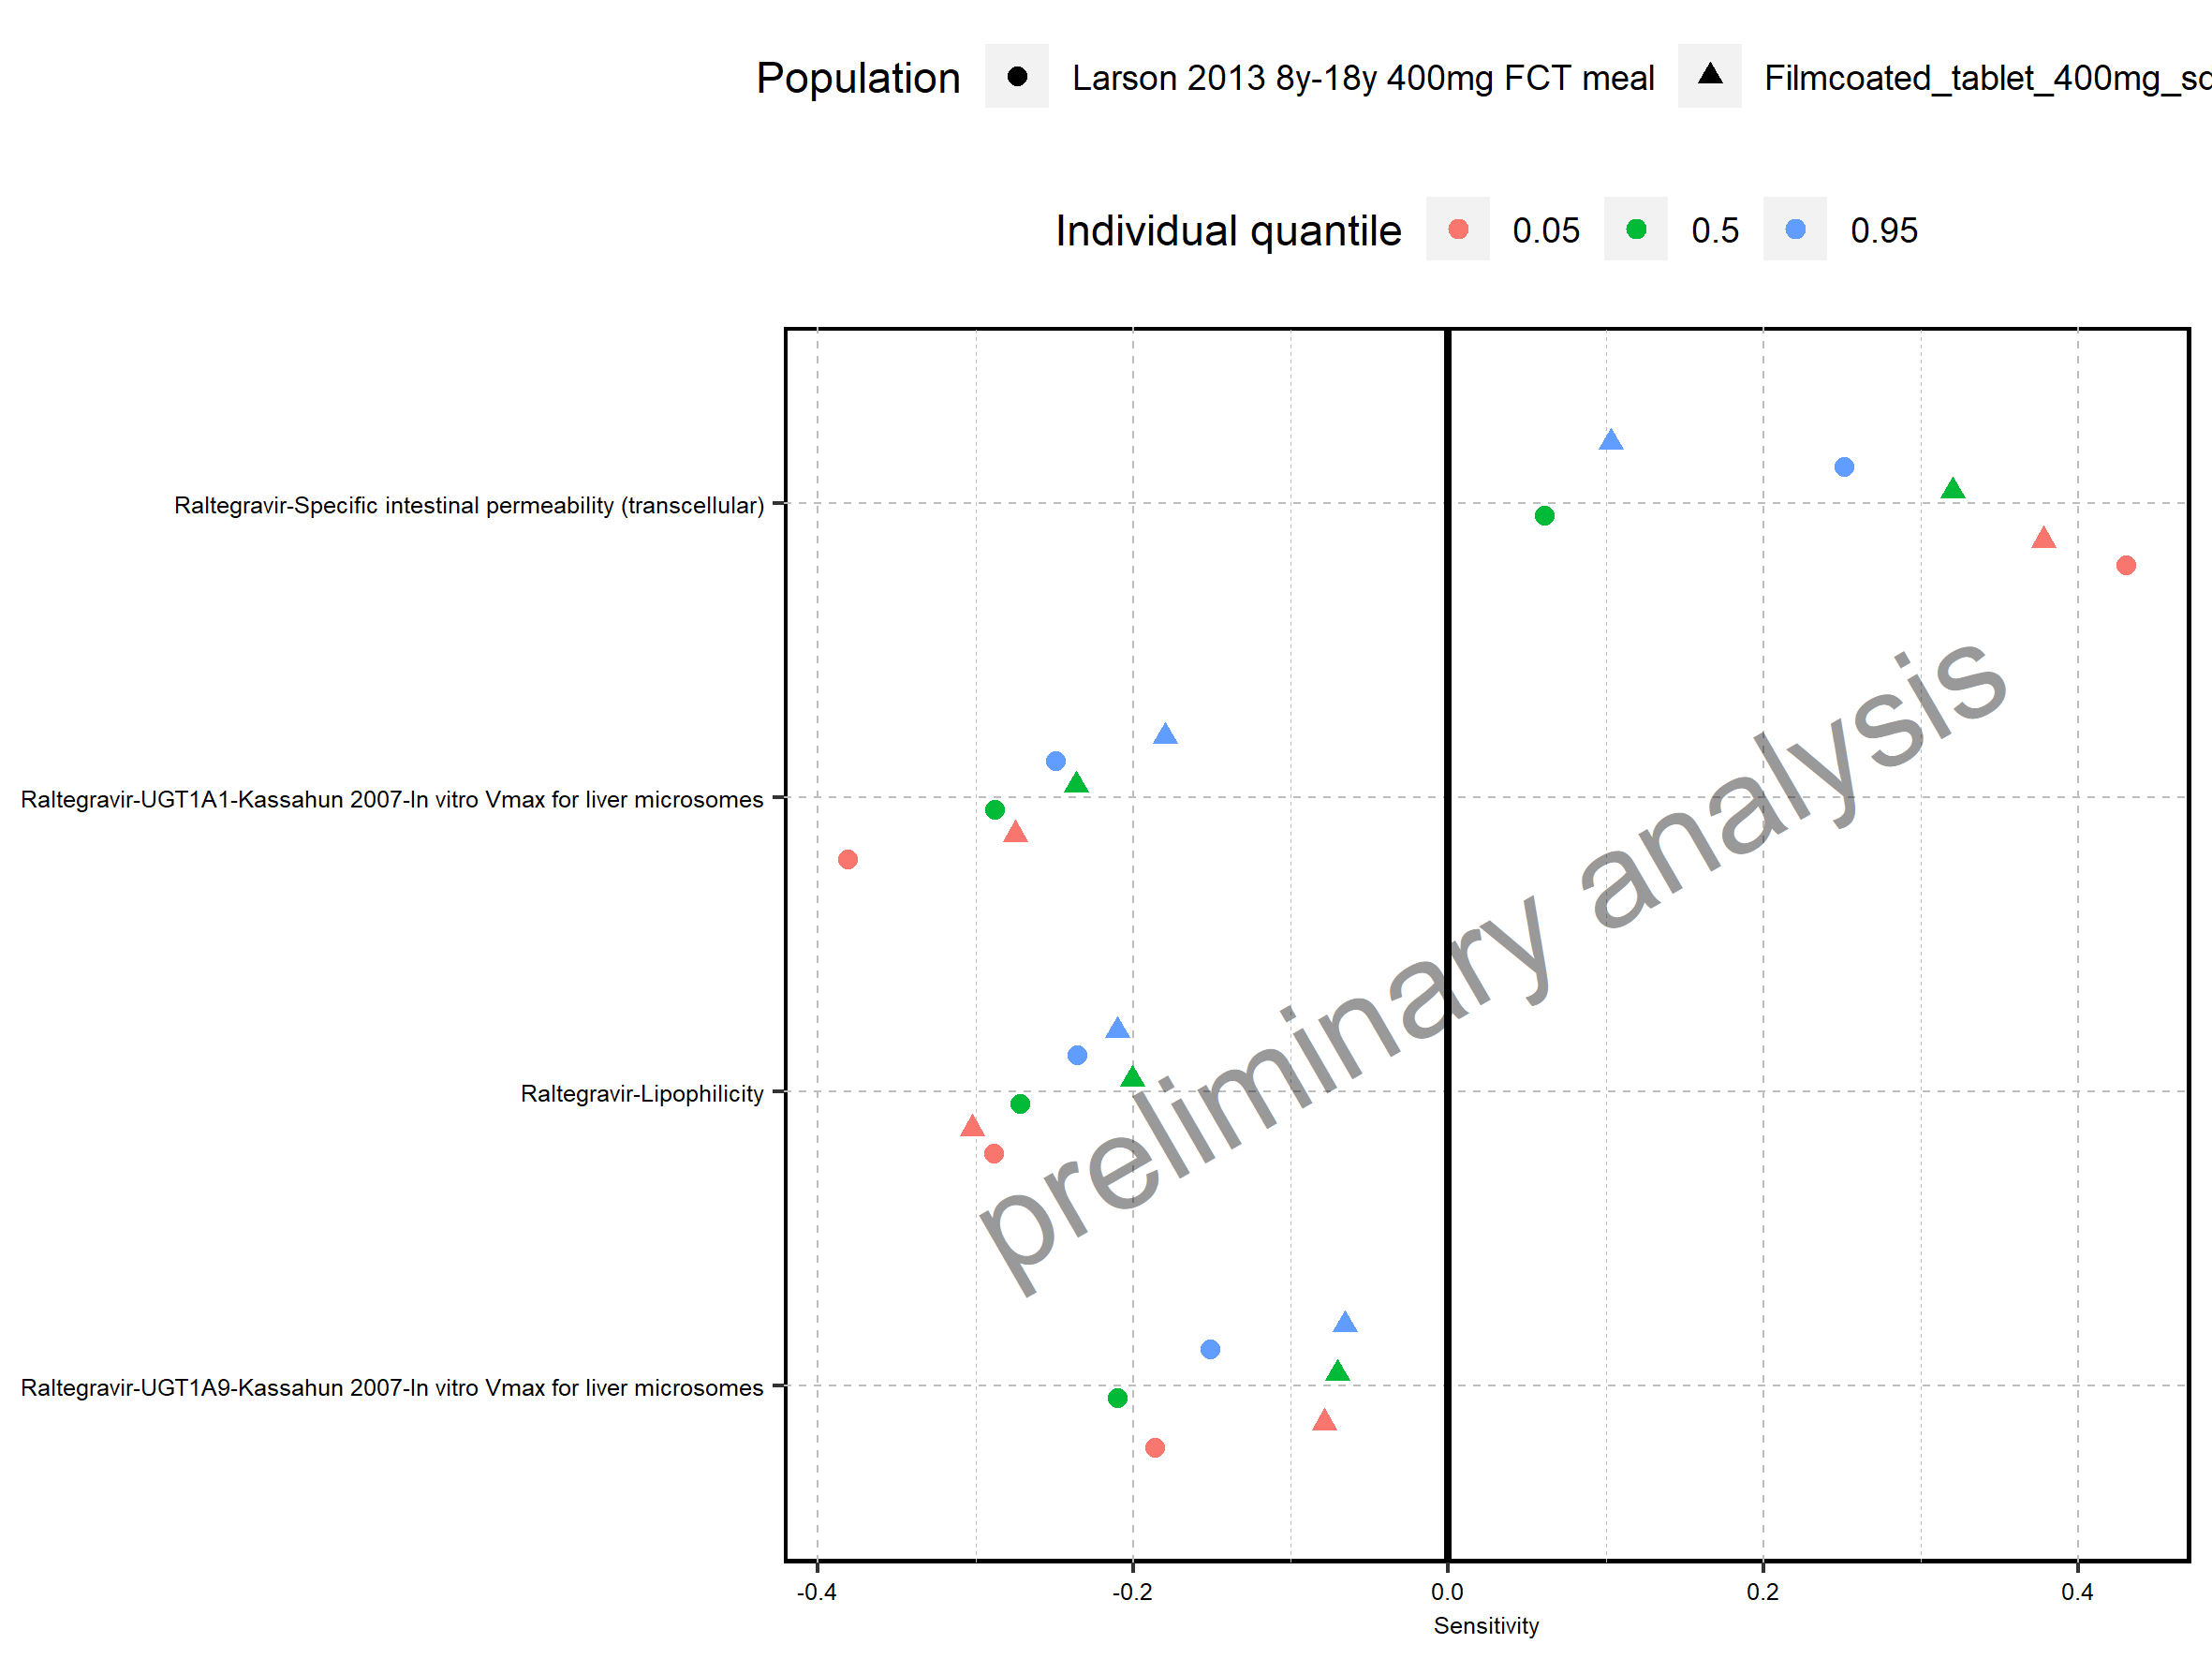 Population Larson 2013 8y-18y 400mg FCT meal Filmcoated_tablet_400mg_sd
Individual quantile 0.05 0.5 0.95
Raltegravir-Specific intestinal permeability (transcellular)
Raltegravir-UGT1A1-Kassahun 2007-In vitro Vmax for liver microsomes
Raltegravir-Lipophilicity
Raltegravir-UGT1A9-Kassahun 2007-In vitro Vmax for liver microsomes
preliminary analysis
-0.4 -0.2 0.0 0.2 0.4
Sensitivity